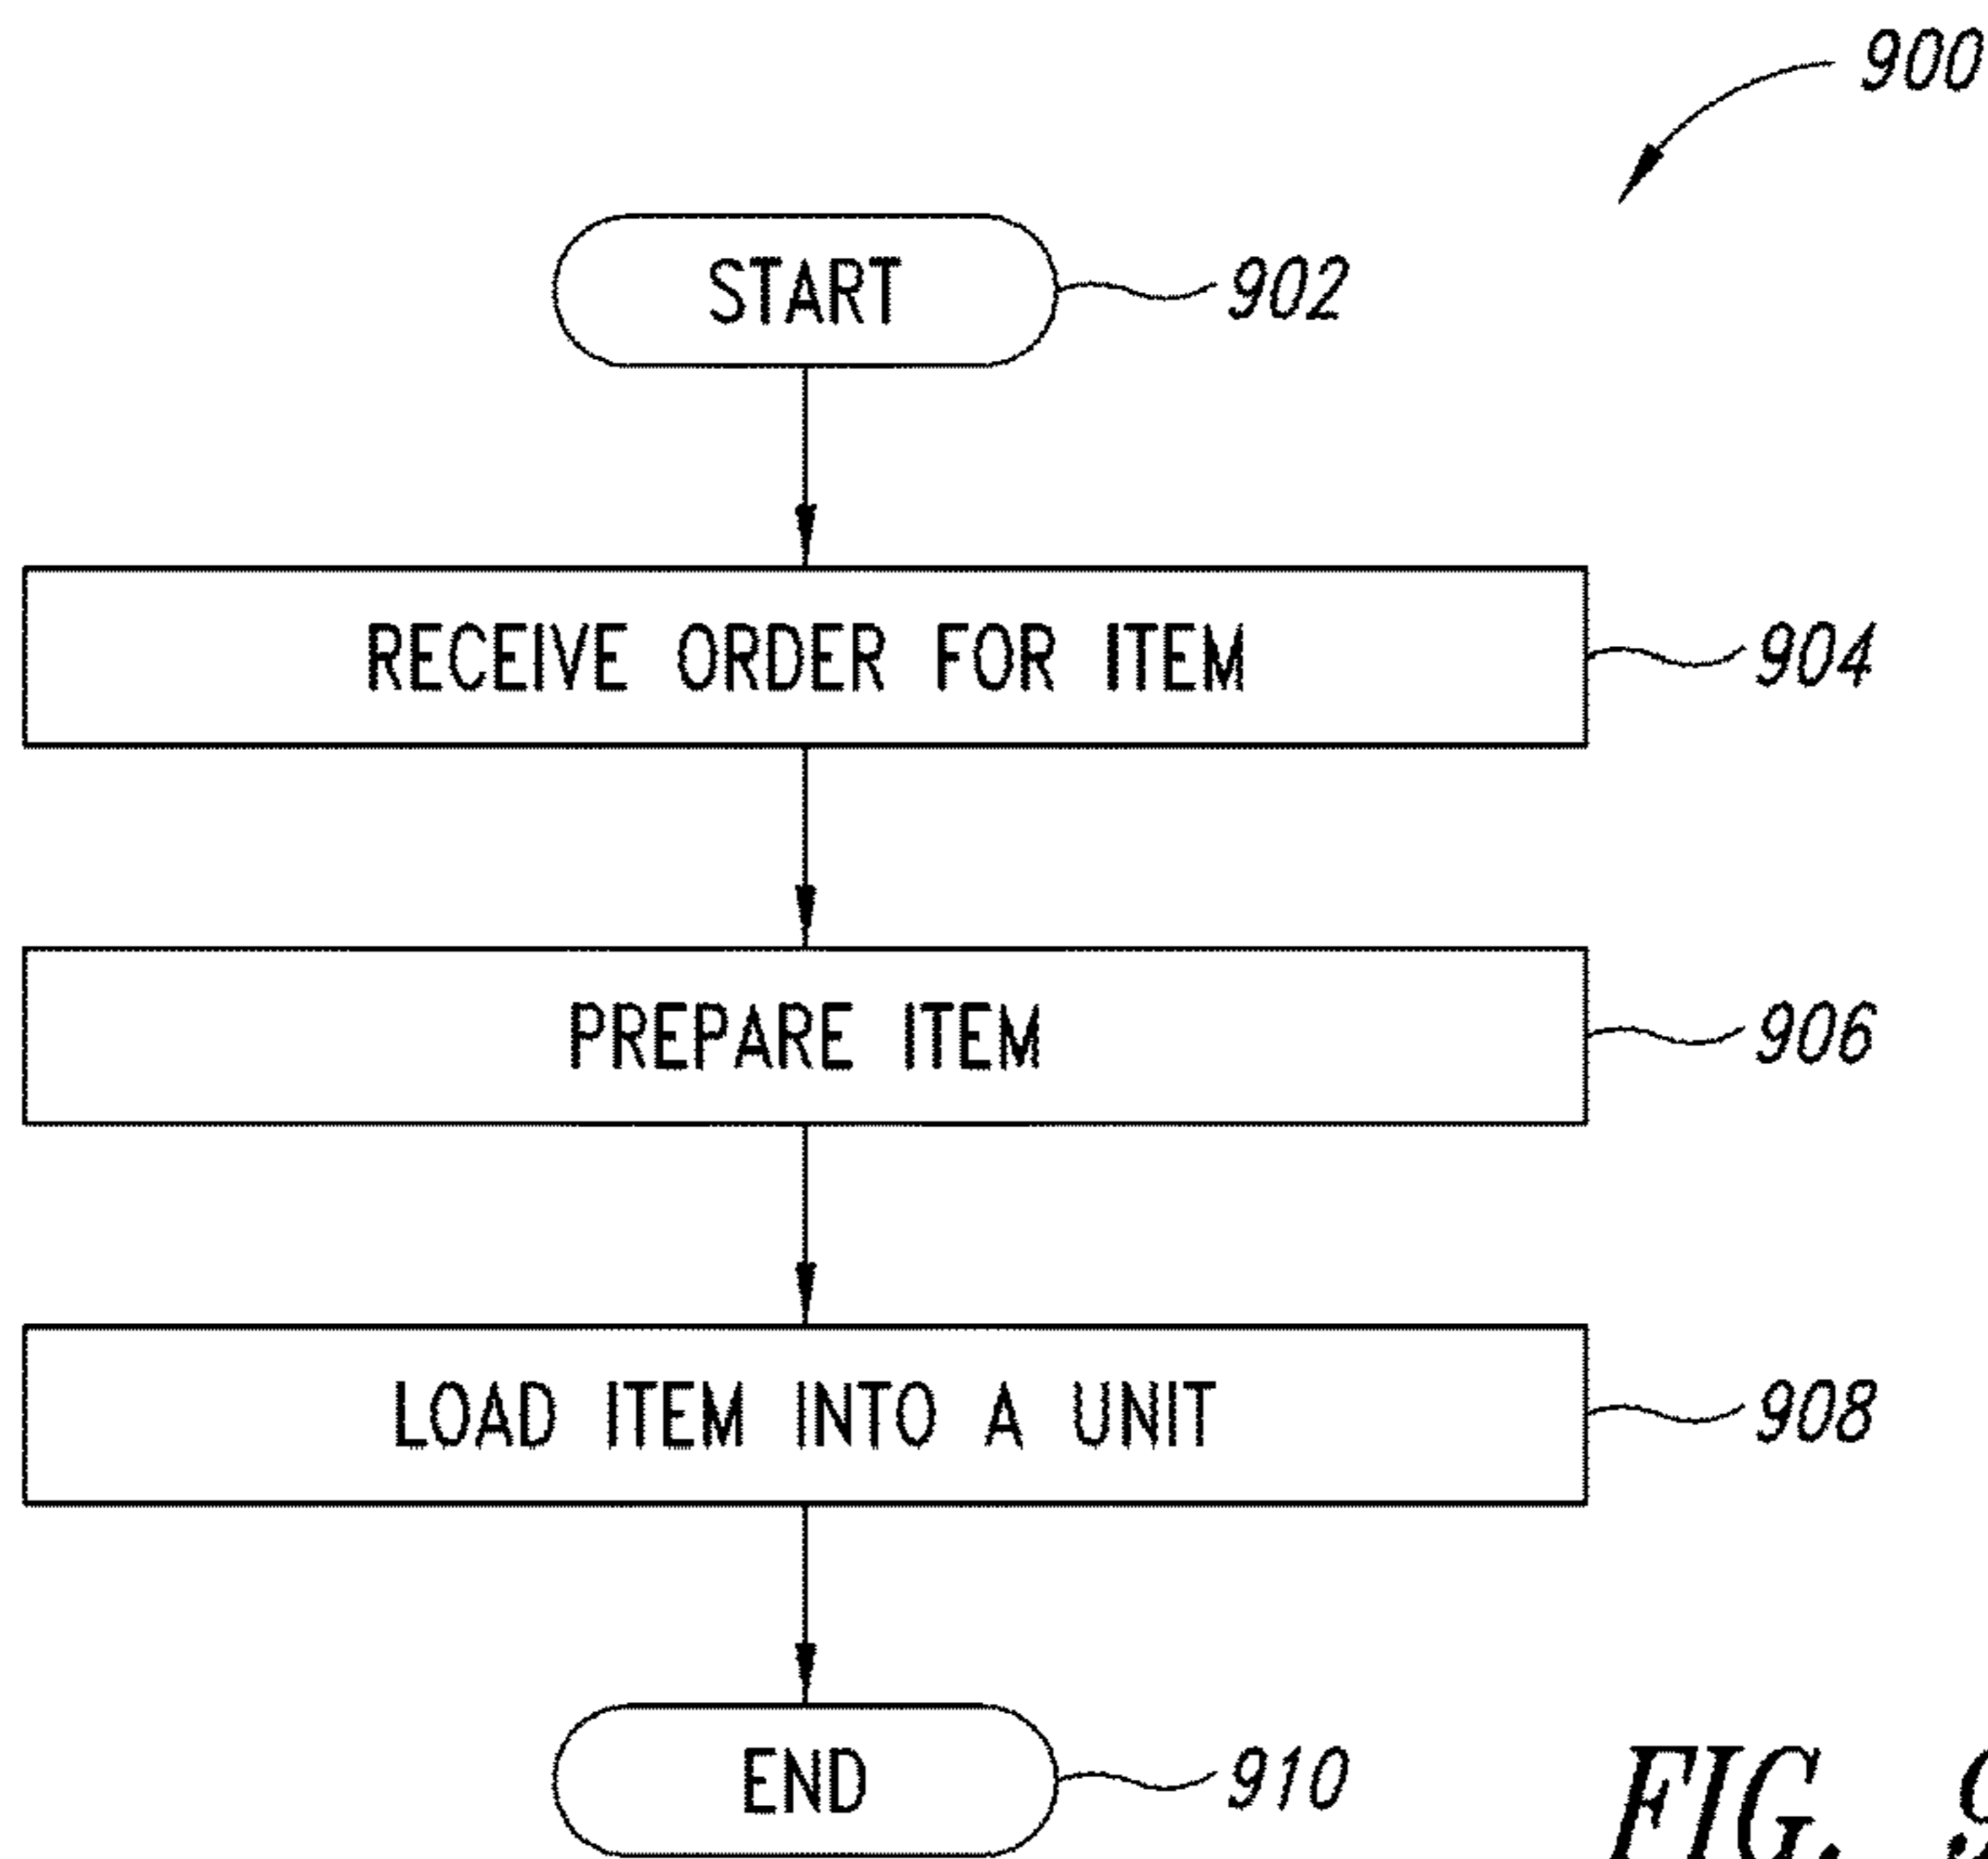 900
START
902
RECEIVE ORDER FOR ITEM
904
PREPARE ITEM
906
LOAD ITEM INTO A UNIT
908
END
910
FIG. 9